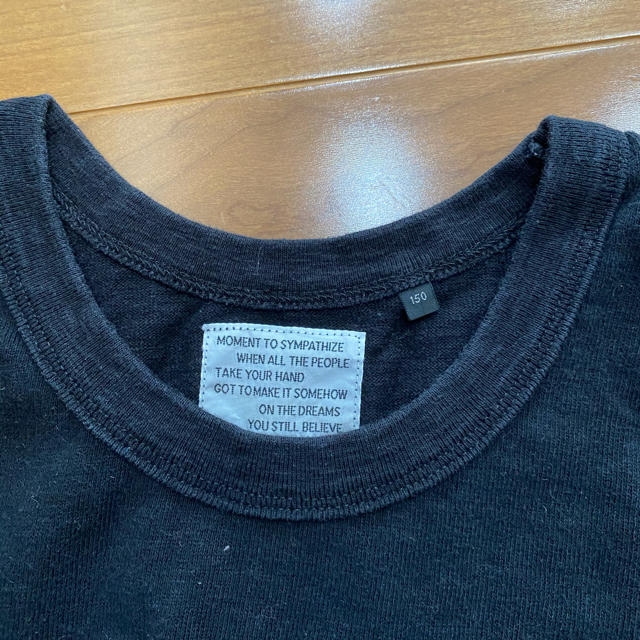 150
MOMENT TO SYMPATHIZE
WHEN ALL THE PEOPLE
TAKE YOUR HAND
GOT TO MAKE IT SOMEHOW
ON THE DREAMS
YOU STILL BELIEVE